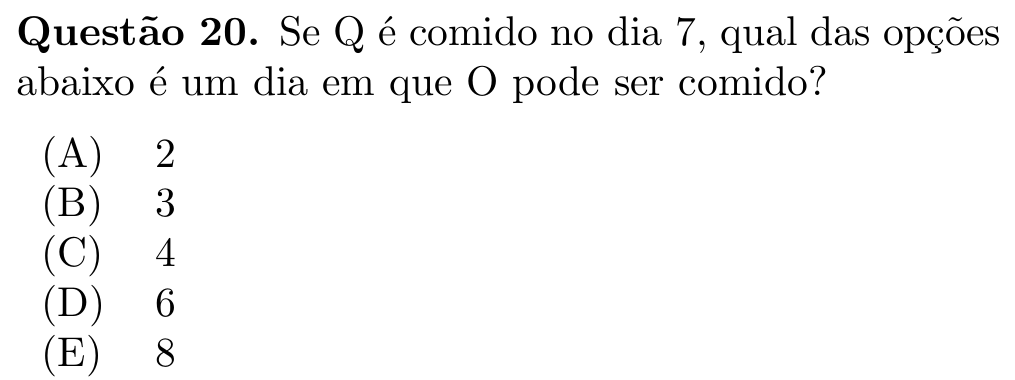 Questão 20. Se Q é comido no dia 7, qual das opções
abaixo é um dia em que O pode ser comido?
(A) 2
(B) 3
(C) 4
(D) 6
(E) 8